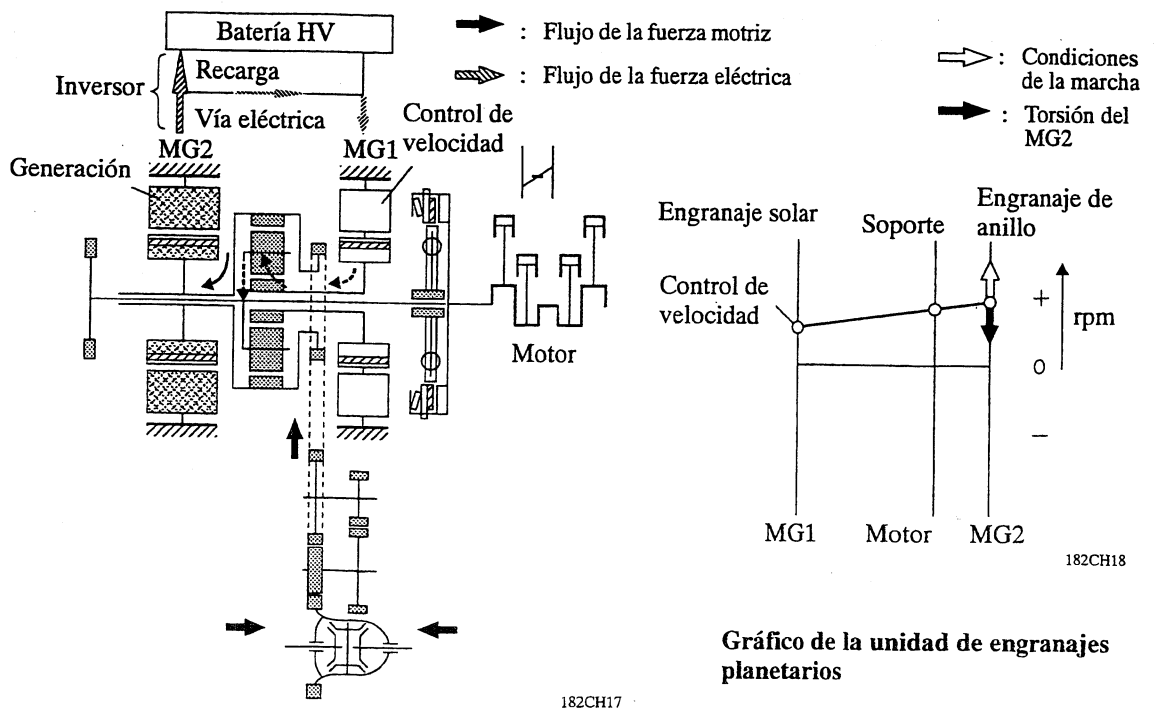 Batería HV
Inversor
Recarga
Vía eléctrica
MG2
MG1
Generación
Control de
velocidad
Motor
: Flujo de la fuerza motriz
: Flujo de la fuerza eléctrica
182CH17
: Condiciones
de la marcha
: Torsión del
MG2
Engranaje solar
Soporte
Engranaje de
anillo
Control de
velocidad
+
rpm
0
−
MG1
Motor
MG2
182CH18
Gráfico de la unidad de engranajes
planetarios